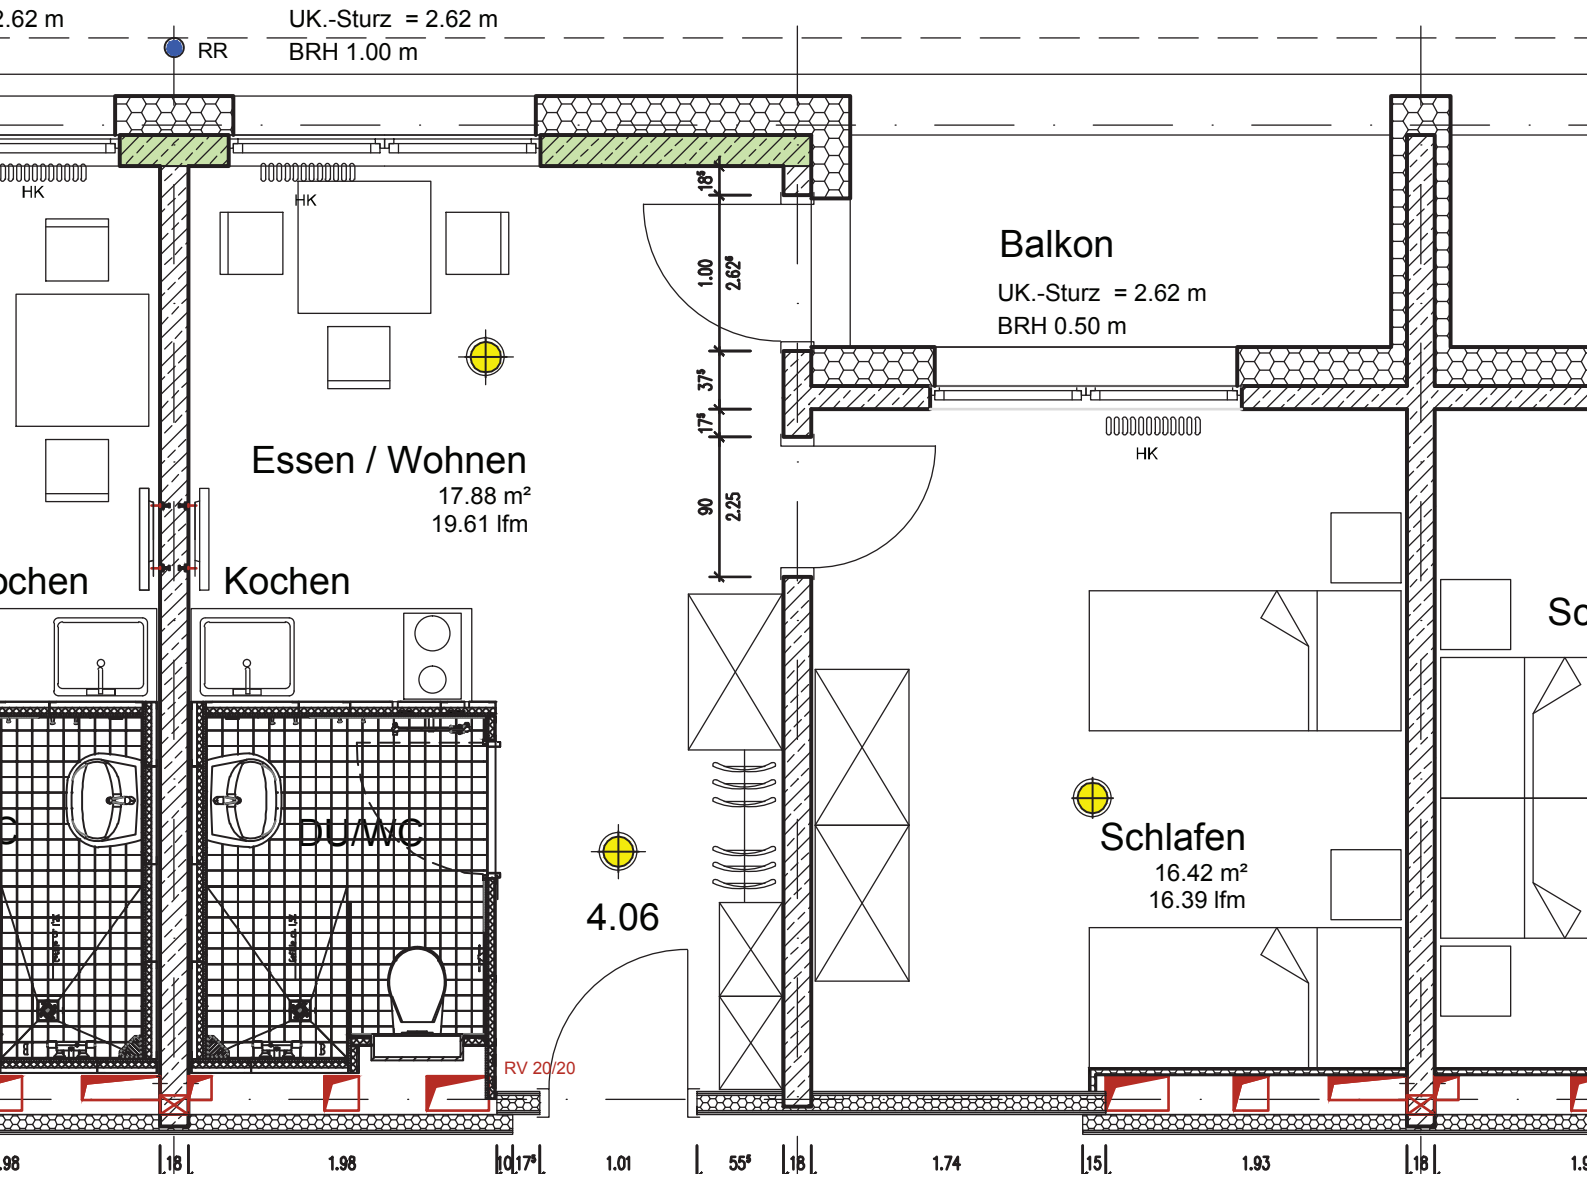 2.62 m
UK.-Sturz = 2.62 m
RR
BRH 1.00 m
HK
HK
18⁵
Balkon
1.00
2.62⁵
UK.-Sturz = 2.62 m
BRH 0.50 m
37⁵
17⁵
HK
Essen / Wohnen
17.88 m²
19.61 lfm
90
2.25
ochen
Kochen
Sc
C
DU/WC
Schlafen
16.42 m²
16.39 lfm
4.06
RV 20/20
.98
18
1.98
10
17⁵
1.01
55⁵
18
1.74
15
1.93
18
1.9